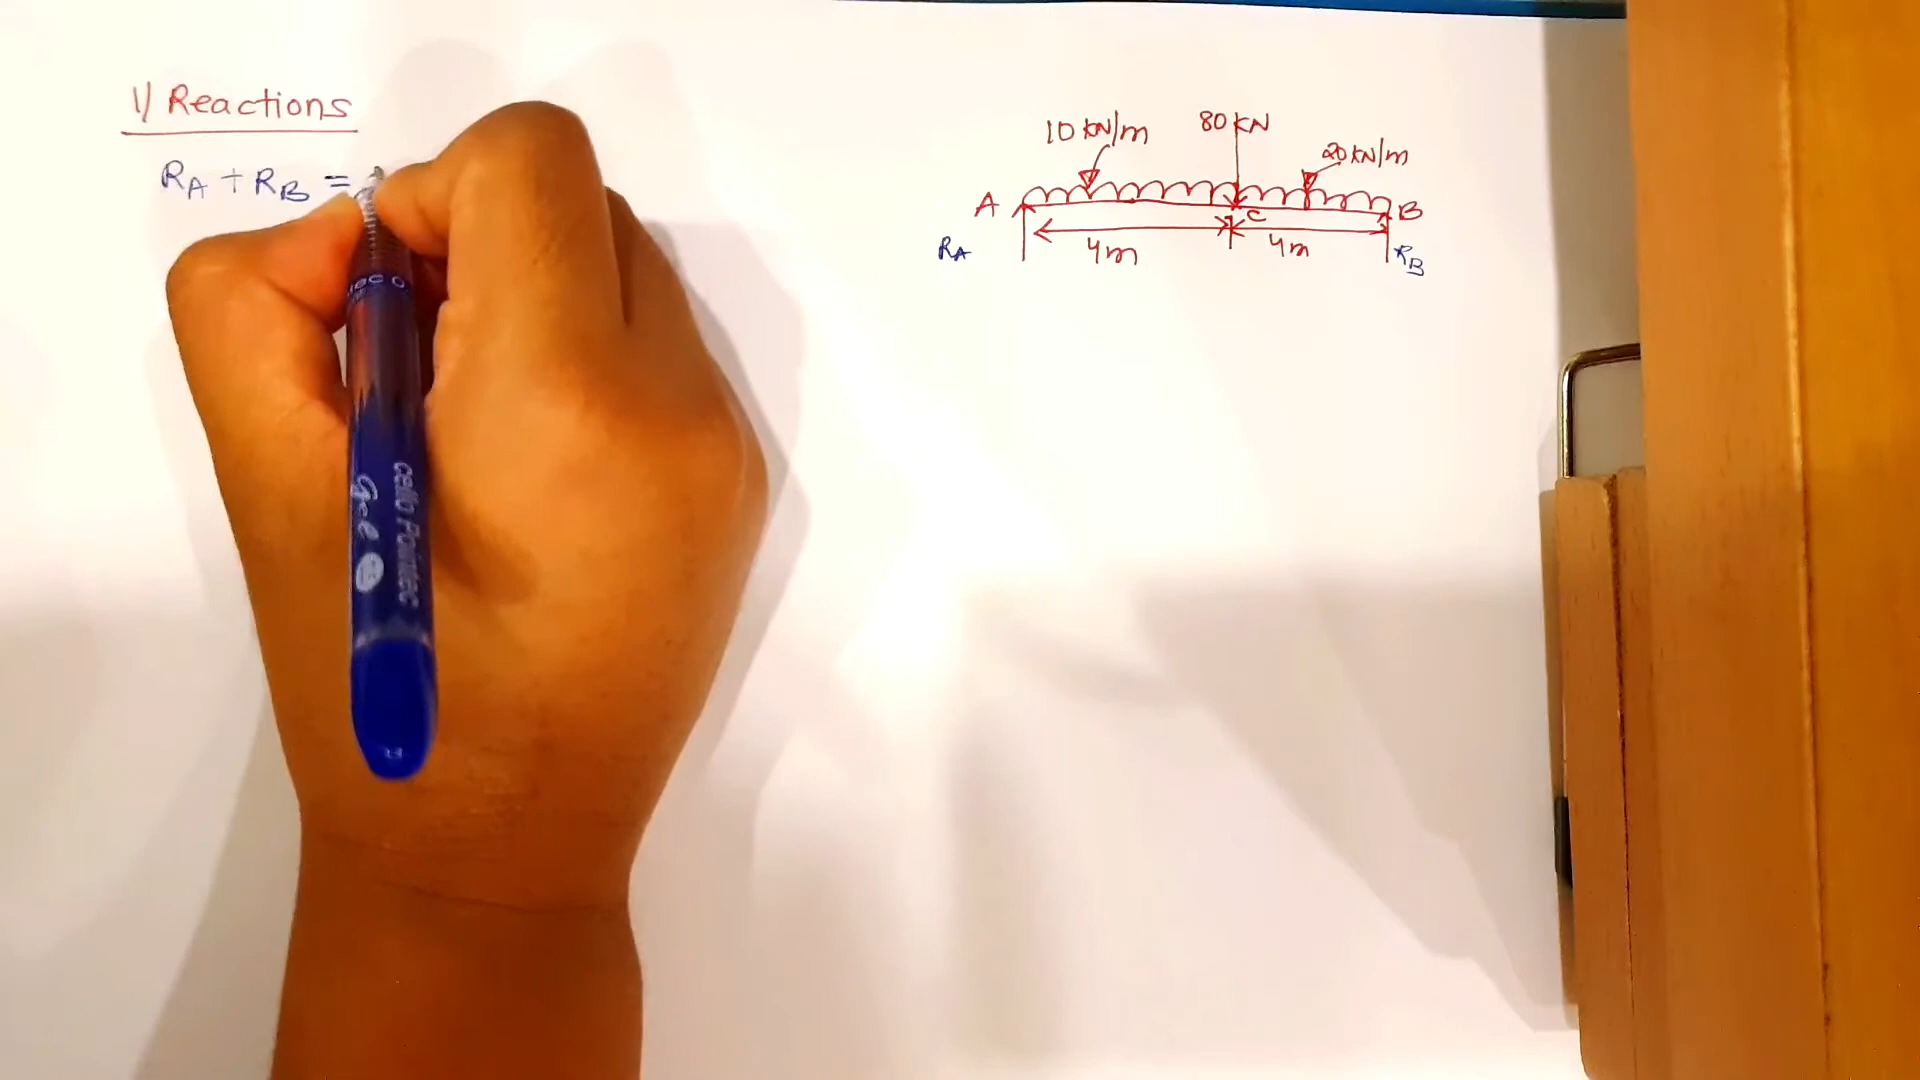 1) Reactions
RA + RB =
10 KN/m
80 KN
20 KN/m
A
C
B
RA
4m
4m
RB
cello Pointec
Gel